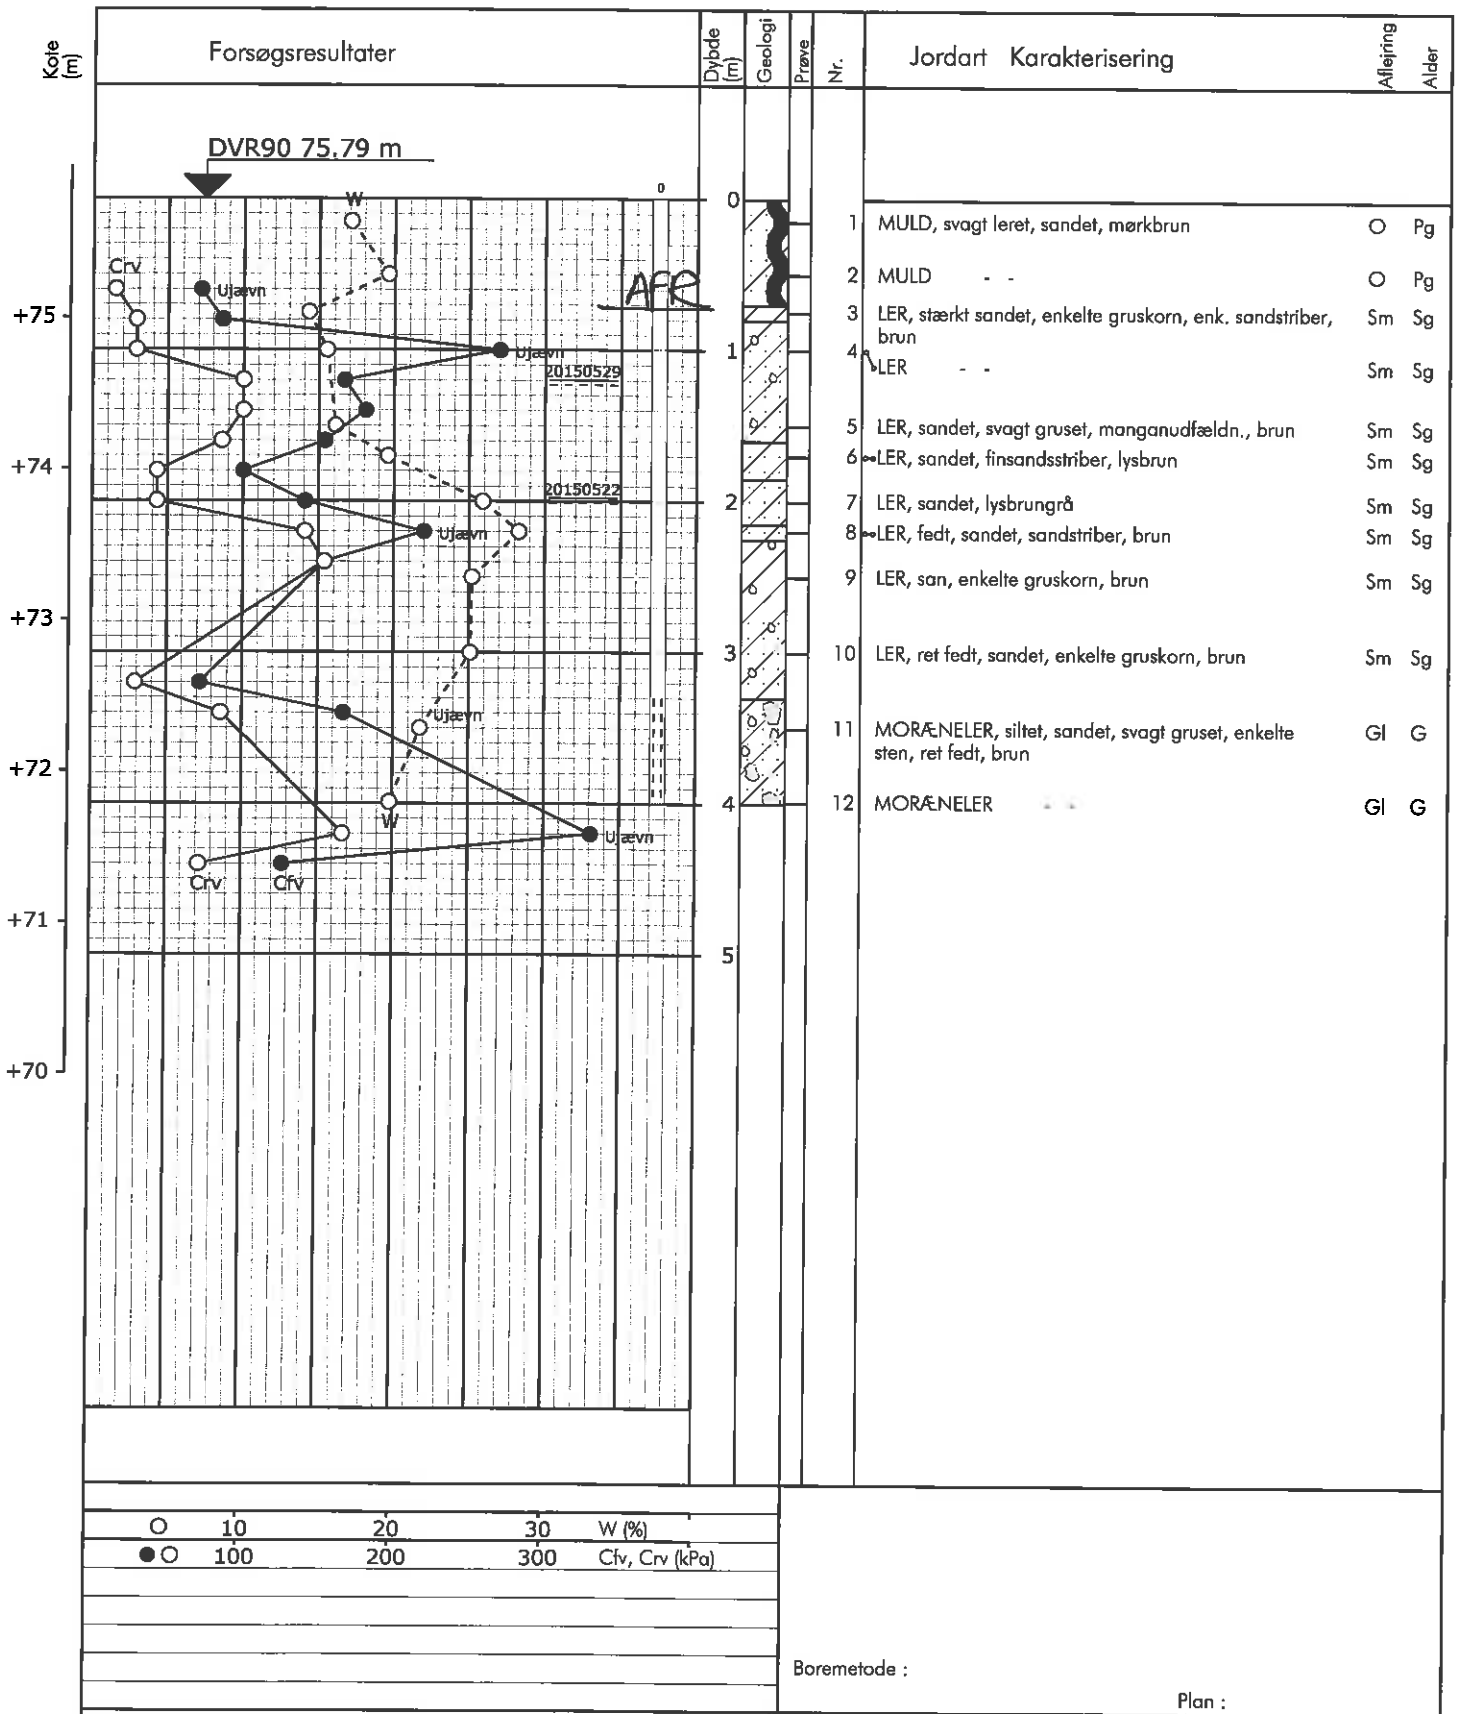 Kote (m)
Forsøgsresultater
Dybde (m)
Geologi
Prøve
Nr.
Jordart Karakterisering
Aflejring
Alder
DVR90 75.79 m
W
0
0
1 MULD, svagt leret, sandet, mørkbrun O Pg
Crv
Ujævn
AFR
2 MULD - - O Pg
+75
3 LER, stærkt sandet, enkelte gruskorn, enk. sandstriber, Sm Sg
brun
Ujævn
1
4
20150529
LER - - Sm Sg
5 LER, sandet, svagt gruset, manganudfældn., brun Sm Sg
+74
6 LER, sandet, finsandsstriber, lysbrun Sm Sg
20150522
2
7 LER, sandet, lysbrungrå Sm Sg
Ujævn
8 LER, fedt, sandet, sandstriber, brun Sm Sg
9 LER, san, enkelte gruskorn, brun Sm Sg
+73
3
10 LER, ret fedt, sandet, enkelte gruskorn, brun Sm Sg
Ujævn
11 MORÆNELER, siltet, sandet, svagt gruset, enkelte Gl G
sten, ret fedt, brun
+72
4
12 MORÆNELER - - Gl G
W
Ujævn
Crv
Cfv
+71
5
+70
10 20 30 W (%)
100 200 300 Cfv, Crv (kPa)
Boremetode :
Plan :